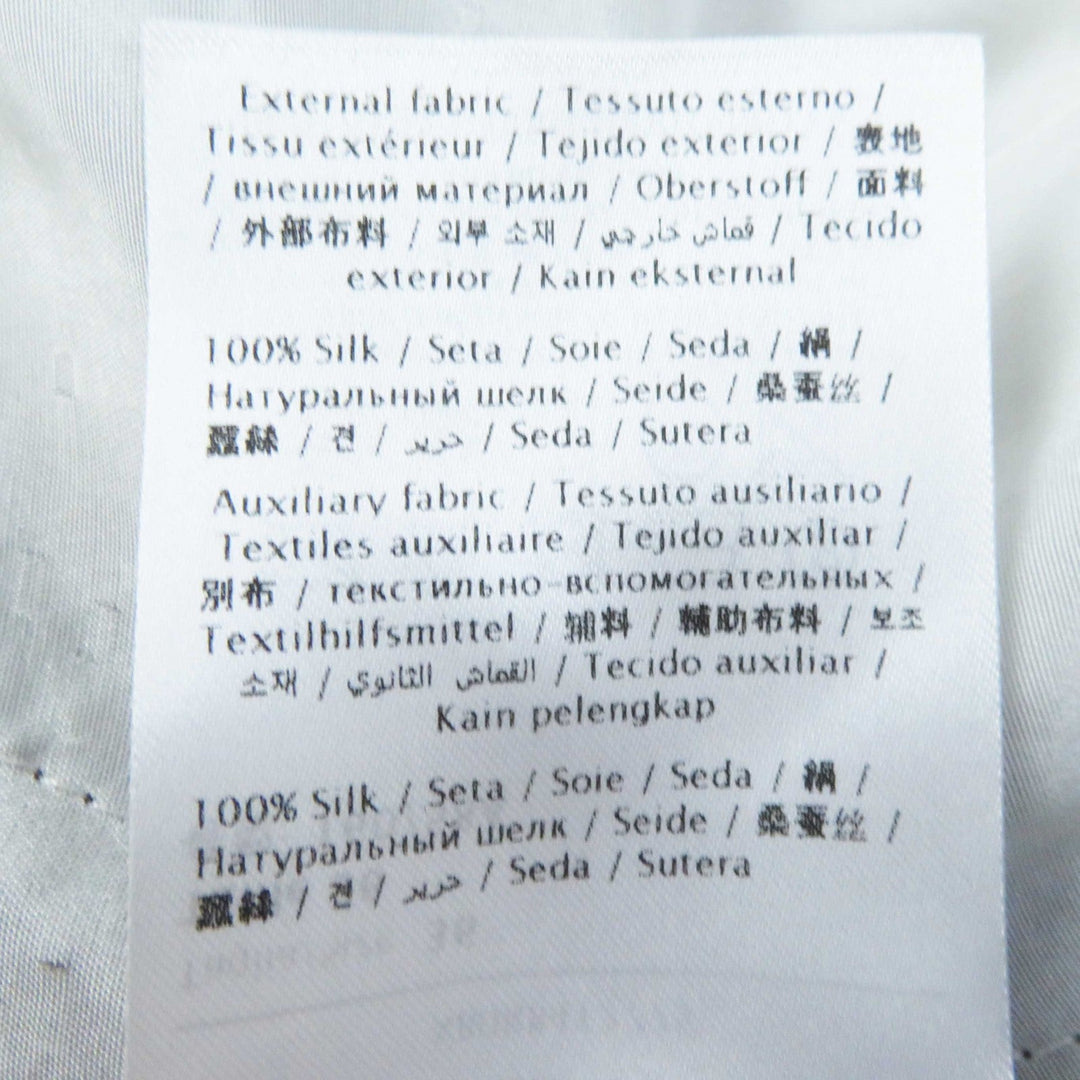 External fabric / Tessuto esterno /
Tissu extérieur / Tejido exterior / 表地
/ внешний материал / Oberstoff / 面料
/ 外部布料 / 외부 소재 / قماش خارجي / Tecido
exterior / Kain eksternal
100% Silk / Seta / Soie / Seda / 絹 /
Натуральный шелк / Seide / 桑蚕丝 /
蠶絲 / 견 / حرير / Seda / Sutera
Auxiliary fabric / Tessuto ausiliario /
Textiles auxiliaire / Tejido auxiliar /
別布 / текстильно-вспомогательных /
Textilhilfsmittel / 辅料 / 輔助布料 / 보조
소재 / القماش الثانوي / Tecido auxiliar /
Kain pelengkap
100% Silk / Seta / Soie / Seda / 絹 /
Натуральный шелк / Seide / 桑蚕丝 /
蠶絲 / 견 / حرير / Seda / Sutera